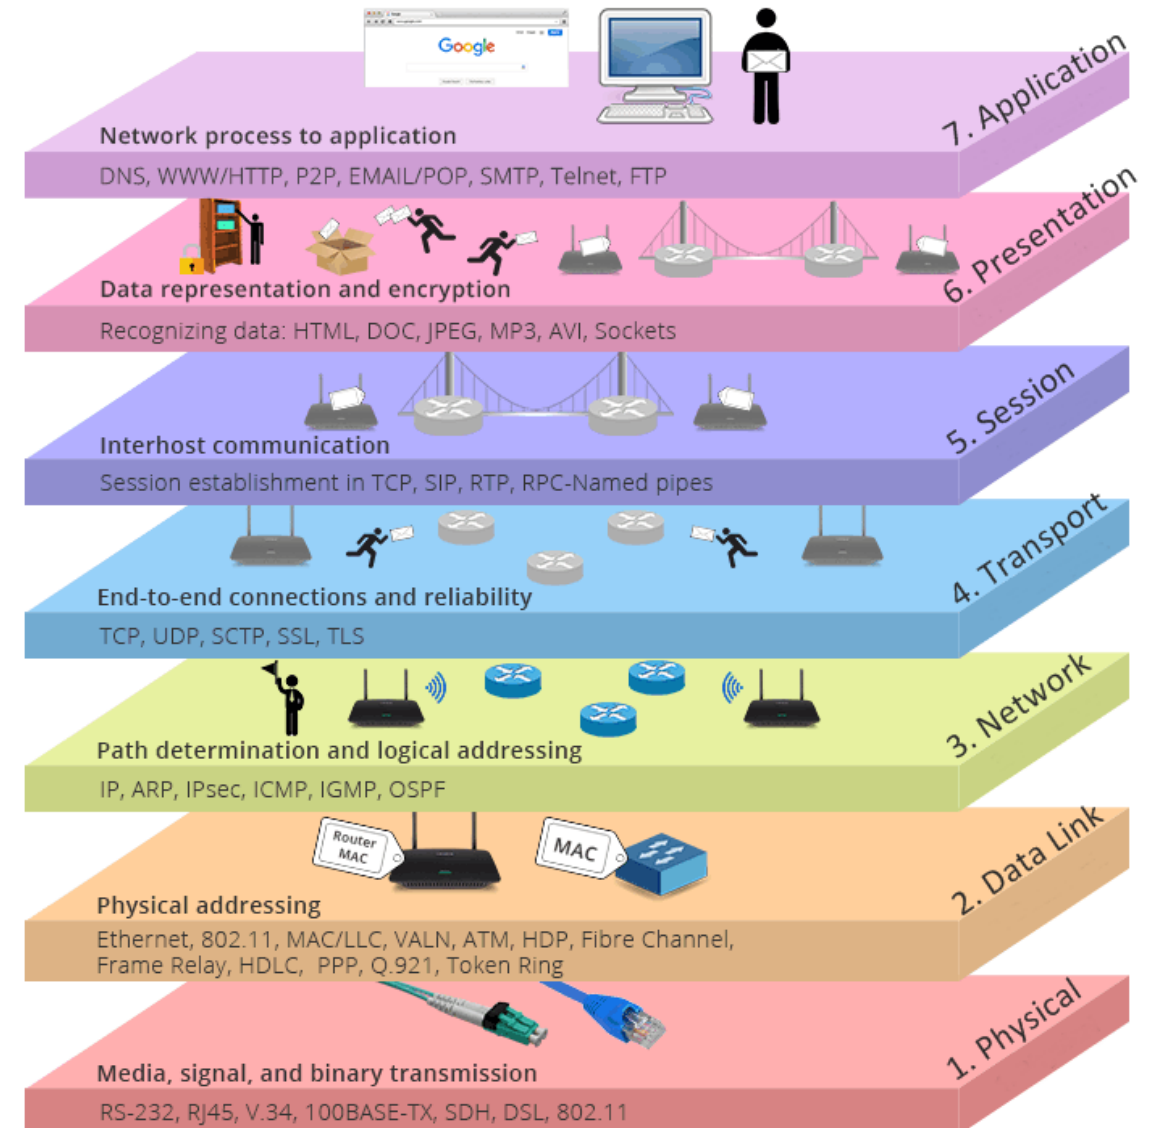 Google
7. Application
Network process to application
DNS, WWW/HTTP, P2P, EMAIL/POP, SMTP, Telnet, FTP
6. Presentation
Data representation and encryption
Recognizing data: HTML, DOC, JPEG, MP3, AVI, Sockets
5. Session
Interhost communication
Session establishment in TCP, SIP, RTP, RPC-Named pipes
4. Transport
End-to-end connections and reliability
TCP, UDP, SCTP, SSL, TLS
3. Network
Path determination and logical addressing
IP, ARP, IPsec, ICMP, IGMP, OSPF
2. Data Link
Router
MAC
MAC
Physical addressing
Ethernet, 802.11, MAC/LLC, VALN, ATM, HDP, Fibre Channel,
Frame Relay, HDLC, PPP, Q.921, Token Ring
1. Physical
Media, signal, and binary transmission
RS-232, RJ45, V.34, 100BASE-TX, SDH, DSL, 802.11